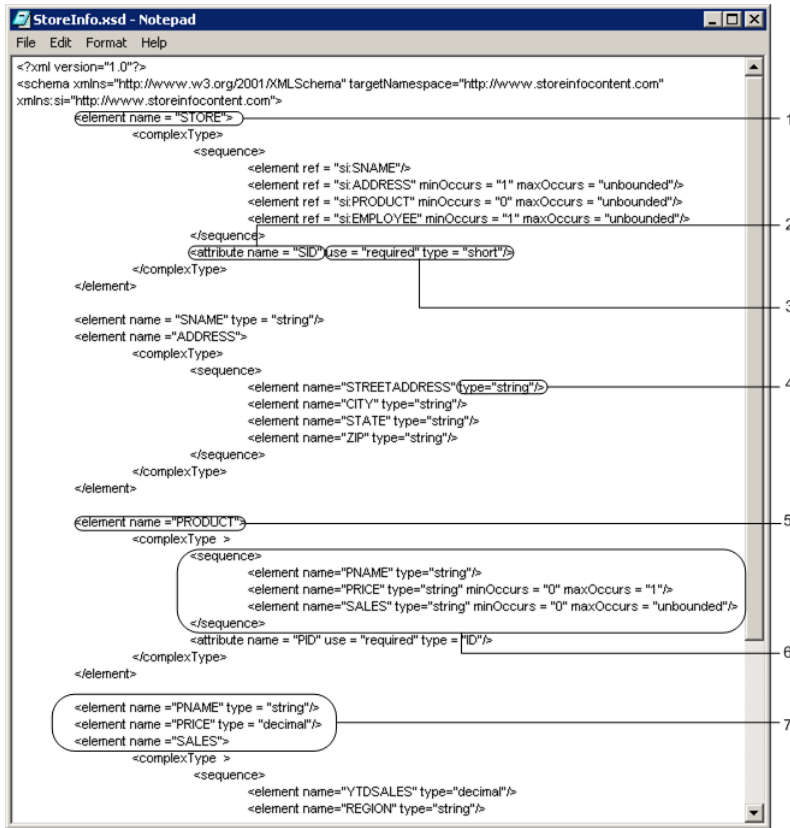 StoreInfo.xsd - Notepad
File Edit Format Help
<?xml version="1.0"?>
<schema xmlns="http://www.w3.org/2001/XMLSchema" targetNamespace="http://www.storeinfocontent.com"
xmlns:si="http://www.storeinfocontent.com">
<element name = "STORE">
1
<complexType>
<sequence>
<element ref = "si:SNAME"/>
<element ref = "si:ADDRESS" minOccurs = "1" maxOccurs = "unbounded"/>
<element ref = "si:PRODUCT" minOccurs = "0" maxOccurs = "unbounded"/>
<element ref = "si:EMPLOYEE" minOccurs = "1" maxOccurs = "unbounded"/>
2
</sequence>
<attribute name = "SID" use = "required" type = "short"/>
</complexType>
</element>
3
<element name = "SNAME" type = "string"/>
<element name ="ADDRESS">
<complexType>
<sequence>
<element name="STREETADDRESS" type="string"/>
4
<element name="CITY" type="string"/>
<element name="STATE" type="string"/>
<element name="ZIP" type="string"/>
</sequence>
</complexType>
</element>
<element name ="PRODUCT">
5
<complexType >
<sequence>
<element name="PNAME" type="string"/>
<element name="PRICE" type="string" minOccurs = "0" maxOccurs = "1"/>
<element name="SALES" type="string" minOccurs = "0" maxOccurs = "unbounded"/>
</sequence>
<attribute name = "PID" use = "required" type = "ID"/>
6
</complexType>
</element>
<element name ="PNAME" type = "string"/>
<element name ="PRICE" type = "decimal"/>
7
<element name ="SALES">
<complexType >
<sequence>
<element name="YTDSALES" type="decimal"/>
<element name="REGION" type="string"/>